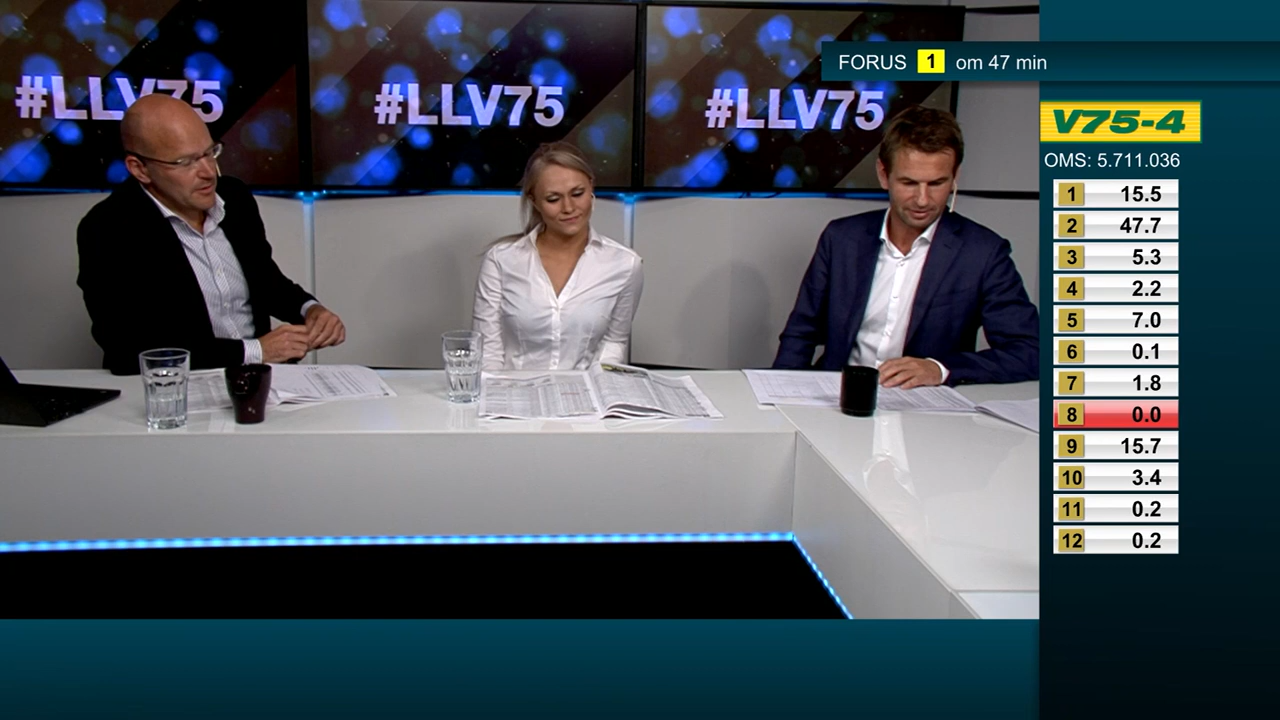 #LLV75
#LLV75
#LLV75
FORUS 1 om 47 min
V75-4
OMS: 5.711.036
1 15.5
2 47.7
3 5.3
4 2.2
5 7.0
6 0.1
7 1.8
8 0.0
9 15.7
10 3.4
11 0.2
12 0.2